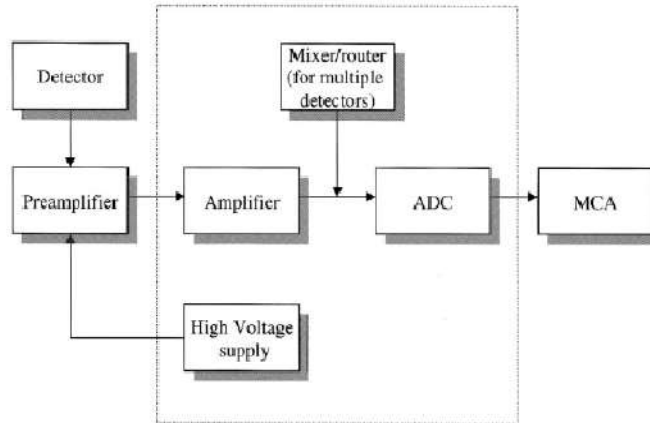 Mixer/router
(for multiple
detectors)
Detector
Preamplifier
Amplifier
ADC
MCA
High Voltage
supply